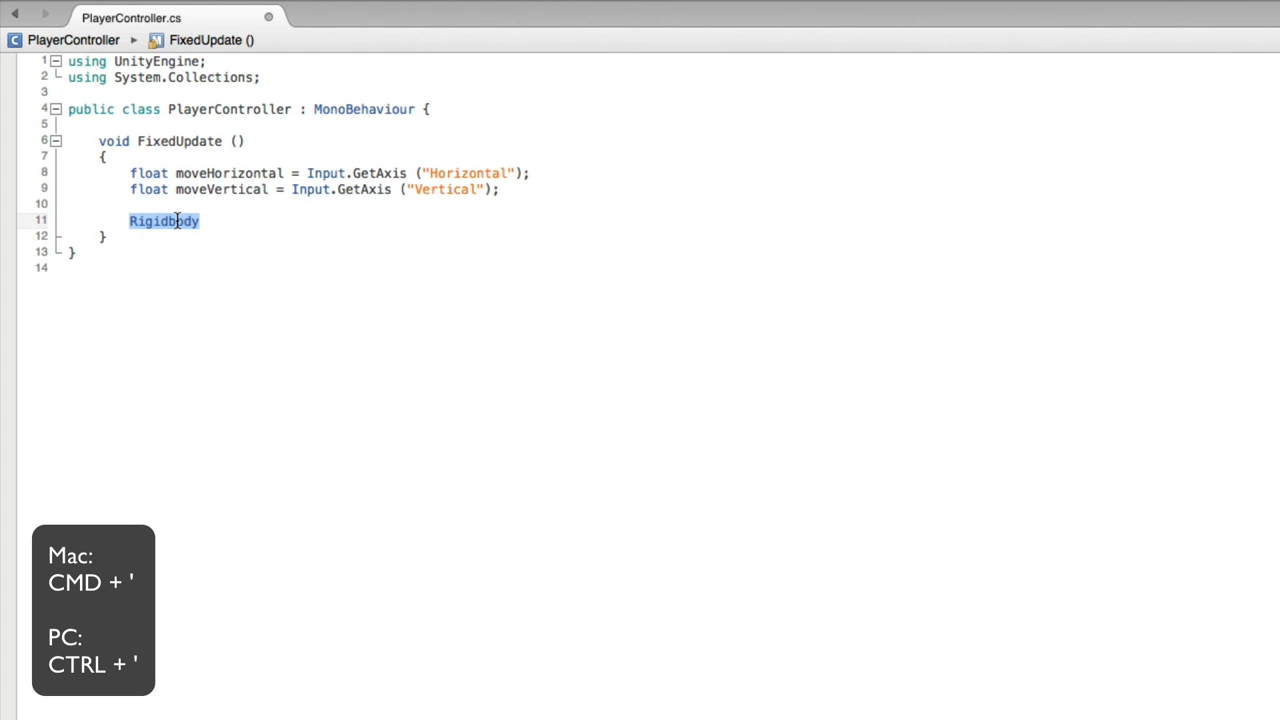 PlayerController.cs
PlayerController ▸ FixedUpdate ()
1 using UnityEngine;
2 using System.Collections;
3
4 public class PlayerController : MonoBehaviour {
5
6 void FixedUpdate ()
7 {
8 float moveHorizontal = Input.GetAxis ("Horizontal");
9 float moveVertical = Input.GetAxis ("Vertical");
10
11 Rigidbody
12 }
13 }
14
Mac:
CMD + '
PC:
CTRL + '